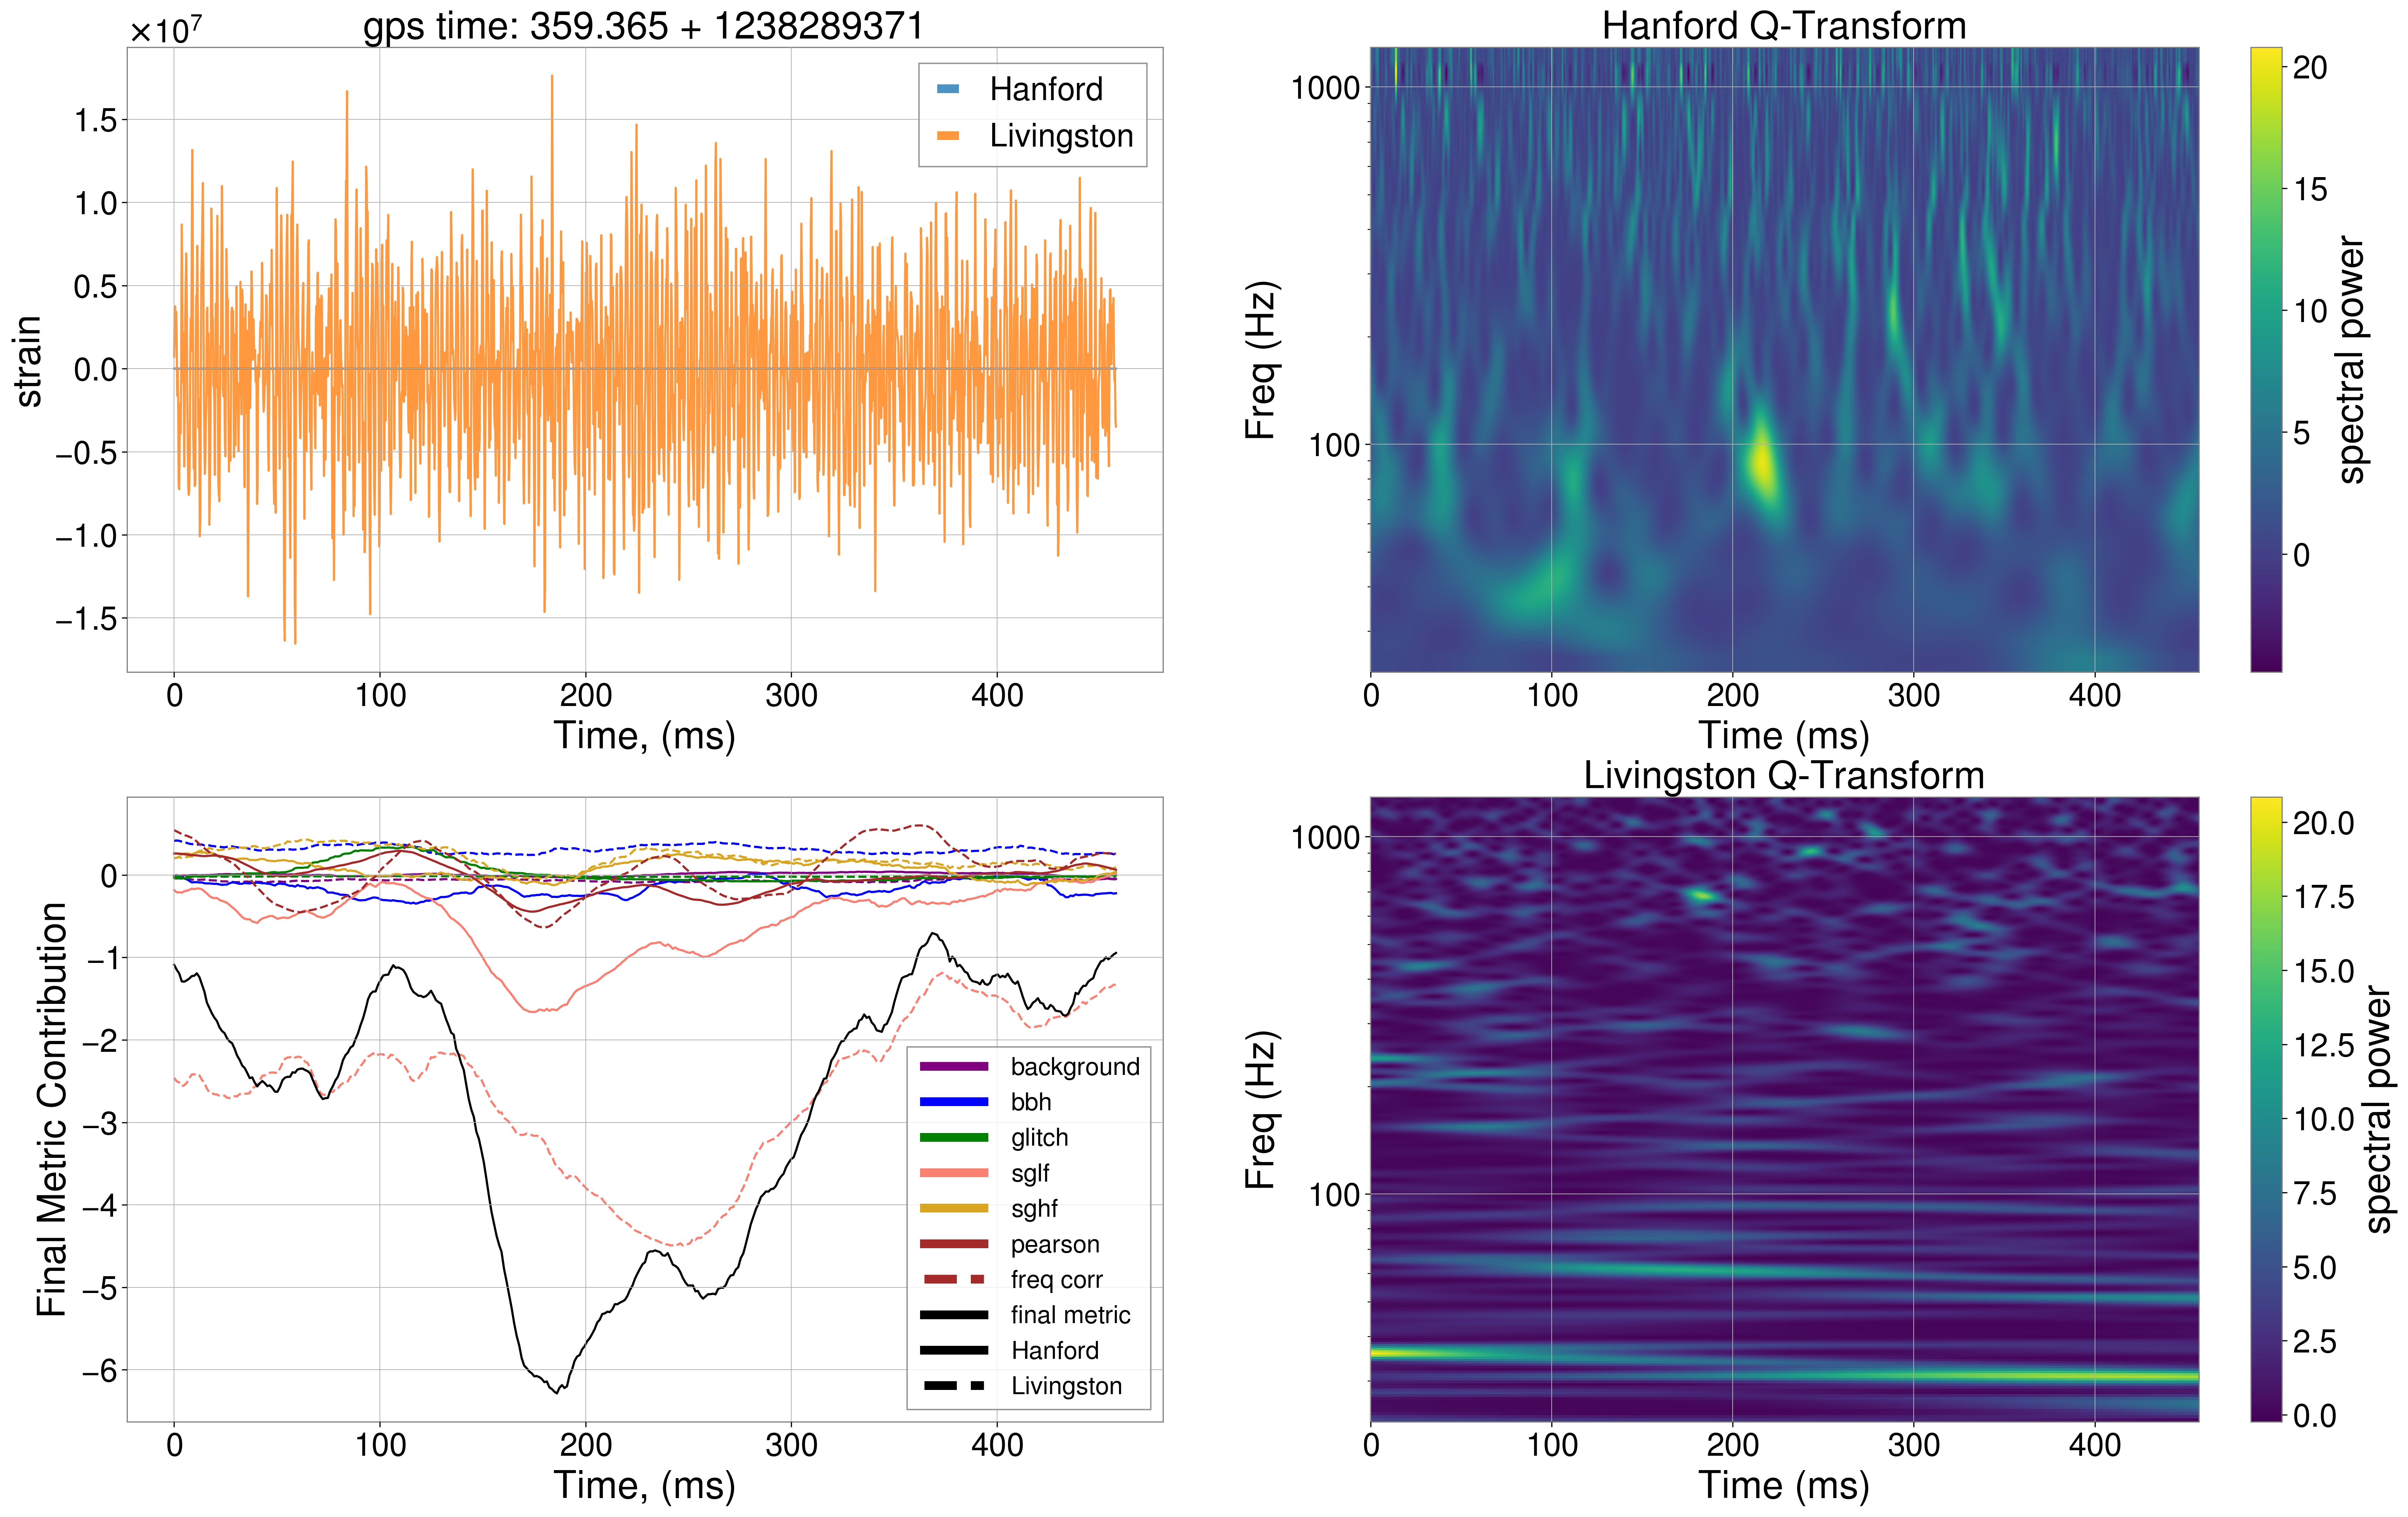 ×10⁷
gps time: 359.365 + 1238289371
Hanford
Livingston
1.5
1.0
0.5
0.0
−0.5
−1.0
−1.5
strain
0 100 200 300 400
Time, (ms)
Hanford Q-Transform
1000
100
Freq (Hz)
0 100 200 300 400
Time (ms)
20
15
10
5
0
spectral power
0
−1
−2
−3
−4
−5
−6
Final Metric Contribution
background
bbh
glitch
sglf
sghf
pearson
freq corr
final metric
Hanford
Livingston
0 100 200 300 400
Time, (ms)
Livingston Q-Transform
1000
100
Freq (Hz)
0 100 200 300 400
Time (ms)
20.0
17.5
15.0
12.5
10.0
7.5
5.0
2.5
0.0
spectral power